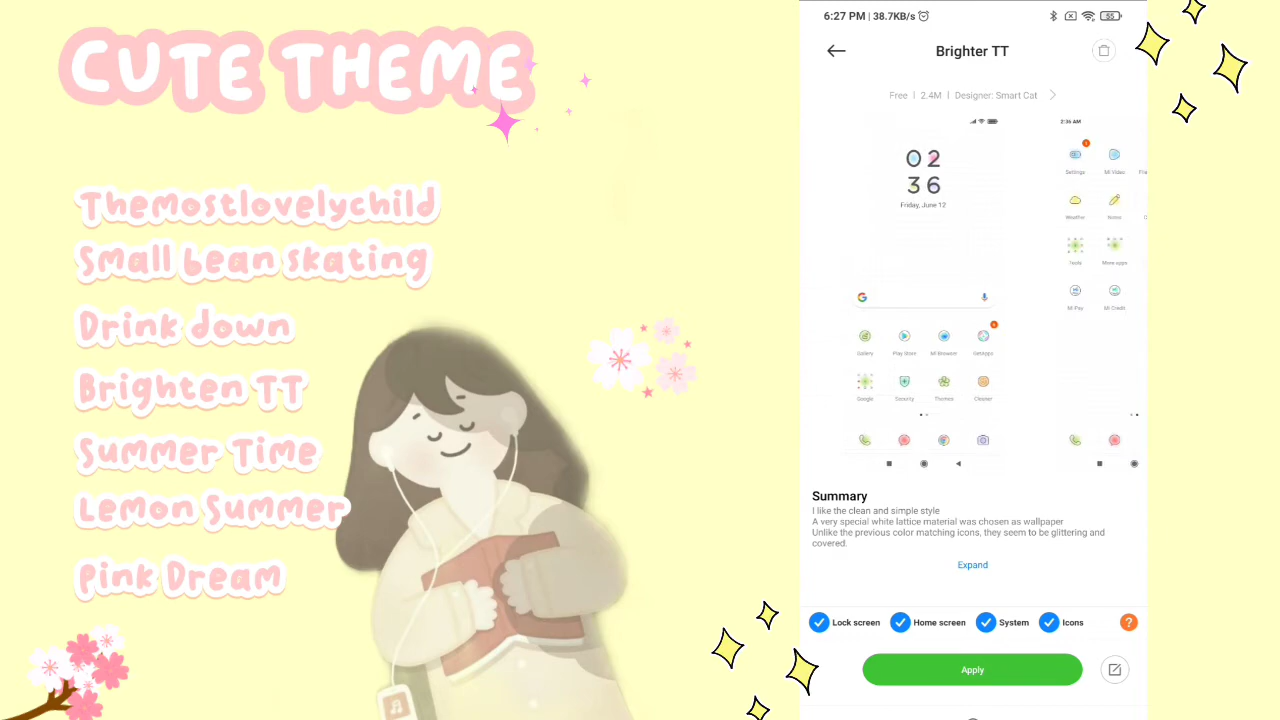 CUTE THEME
Themostlovelychild
Small bean skating
Drink down
Brighten TT
Summer Time
Lemon Summer
Pink Dream
6:27 PM | 38.7KB/s
55
Brighter TT
Free | 2.4M | Designer: Smart Cat
02
36
Friday, June 12
Gallery Play Store Mi Browser GetApps
Google Security Themes Cleaner
2:36 AM
Settings Mi Video
Weather Notes
Tools More apps
Mi Pay Mi Credit
Summary
I like the clean and simple style
A very special white lattice material was chosen as wallpaper
Unlike the previous color matching icons, they seem to be glittering and
covered.
Expand
Lock screen Home screen System Icons ?
Apply